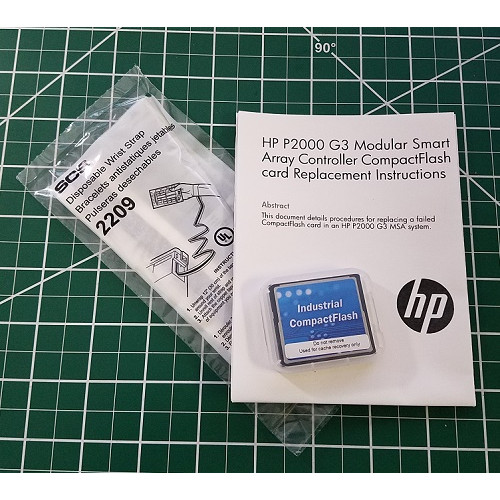 90°
SCS
Disposable Wrist Strap
Bracelets antistatiques jetables
Pulseras desechables
2209
UL
HP P2000 G3 Modular Smart
Array Controller CompactFlash
card Replacement Instructions
Abstract
This document details procedures for replacing a failed
CompactFlash card in an HP P2000 G3 MSA system.
hp
Industrial
CompactFlash
Do not remove
Used for cache recovery only